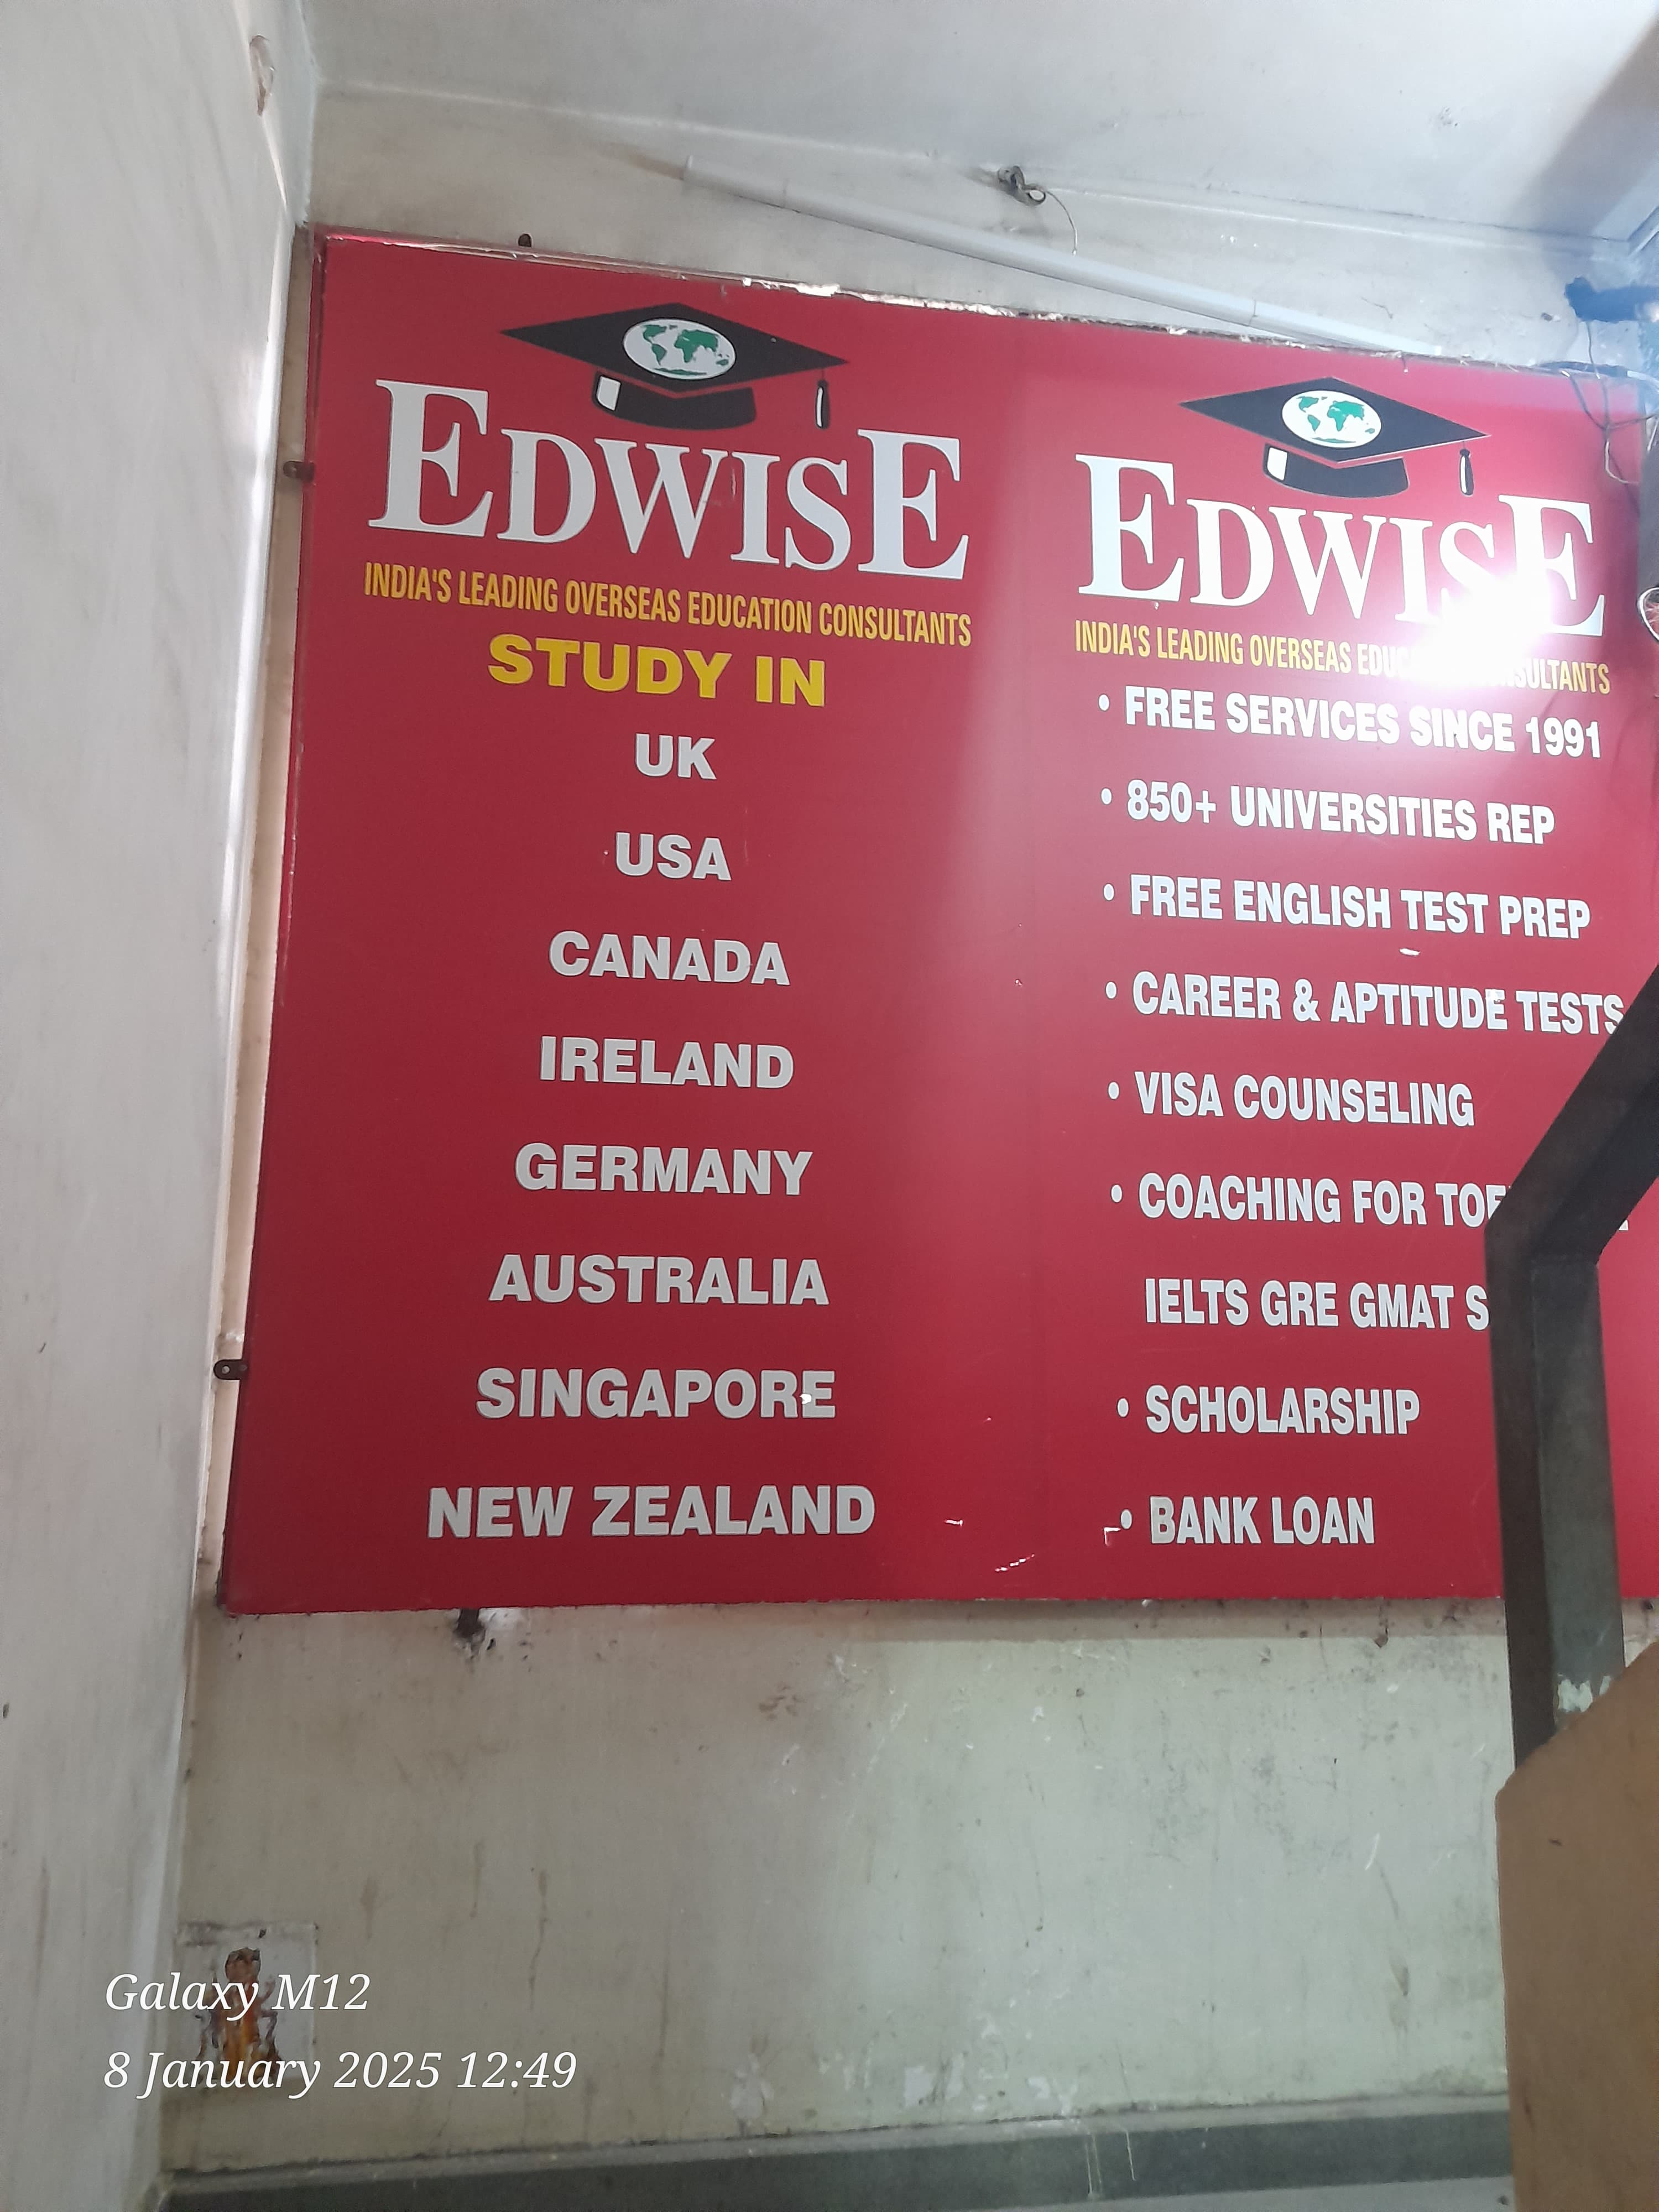 EDWISE
INDIA'S LEADING OVERSEAS EDUCATION CONSULTANTS
STUDY IN
UK
USA
CANADA
IRELAND
GERMANY
AUSTRALIA
SINGAPORE
NEW ZEALAND
EDWISE
INDIA'S LEADING OVERSEAS
• FREE SERVICES SINCE 1991
• 850+ UNIVERSITIES REP
• FREE ENGLISH TEST PREP
• CAREER & APTITUDE TESTS
• VISA COUNSELING
• COACHING FOR
IELTS GRE GMAT
• SCHOLARSHIP
• BANK LOAN
Galaxy M12
8 January 2025 12:49